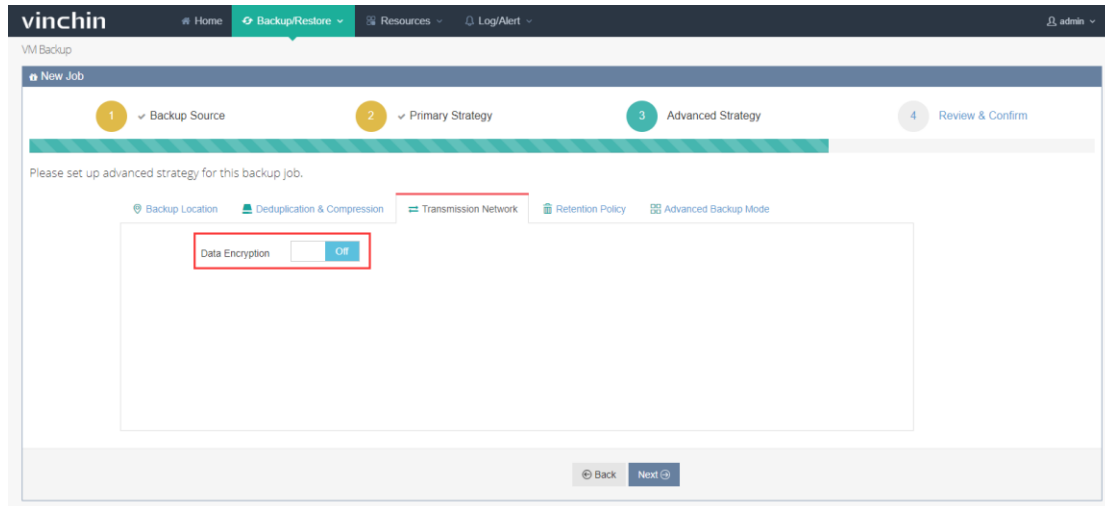 vinchin Home Backup/Restore Resources Log/Alert admin
VM Backup
New Job
1 Backup Source 2 Primary Strategy 3 Advanced Strategy 4 Review & Confirm
Please set up advanced strategy for this backup job.
Backup Location Deduplication & Compression Transmission Network Retention Policy Advanced Backup Mode
Data Encryption Off
Back Next